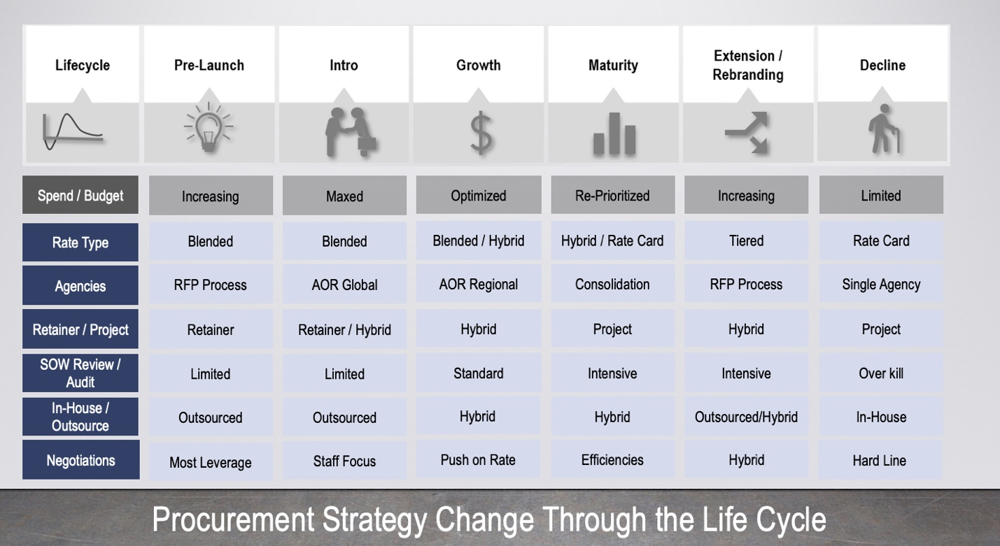 Lifecycle
Pre-Launch
Intro
Growth
Maturity
Extension /
Rebranding
Decline
Spend / Budget
Increasing
Maxed
Optimized
Re-Prioritized
Increasing
Limited
Rate Type
Blended
Blended
Blended / Hybrid
Hybrid / Rate Card
Tiered
Rate Card
Agencies
RFP Process
AOR Global
AOR Regional
Consolidation
RFP Process
Single Agency
Retainer / Project
Retainer
Retainer / Hybrid
Hybrid
Project
Hybrid
Project
SOW Review /
Audit
Limited
Limited
Standard
Intensive
Intensive
Over kill
In-House /
Outsource
Outsourced
Outsourced
Hybrid
Hybrid
Outsourced/Hybrid
In-House
Negotiations
Most Leverage
Staff Focus
Push on Rate
Efficiencies
Hybrid
Hard Line
Procurement Strategy Change Through the Life Cycle